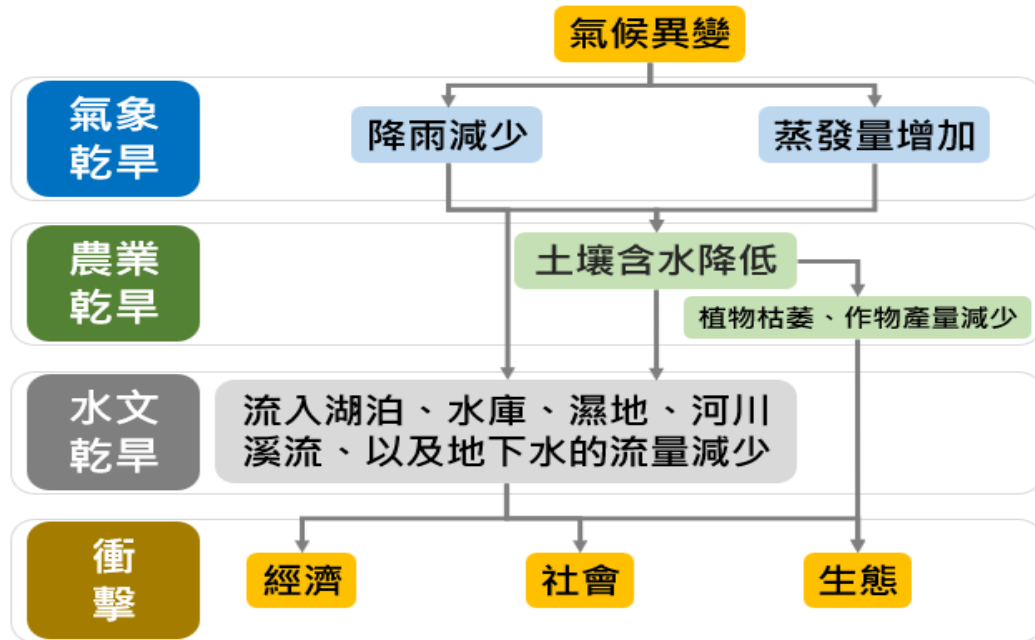 氣候異變
氣象
乾旱
降雨減少
蒸發量增加
農業
乾旱
土壤含水降低
植物枯萎、作物產量減少
水文
乾旱
流入湖泊、水庫、濕地、河川
溪流、以及地下水的流量減少
衝
擊
經濟
社會
生態